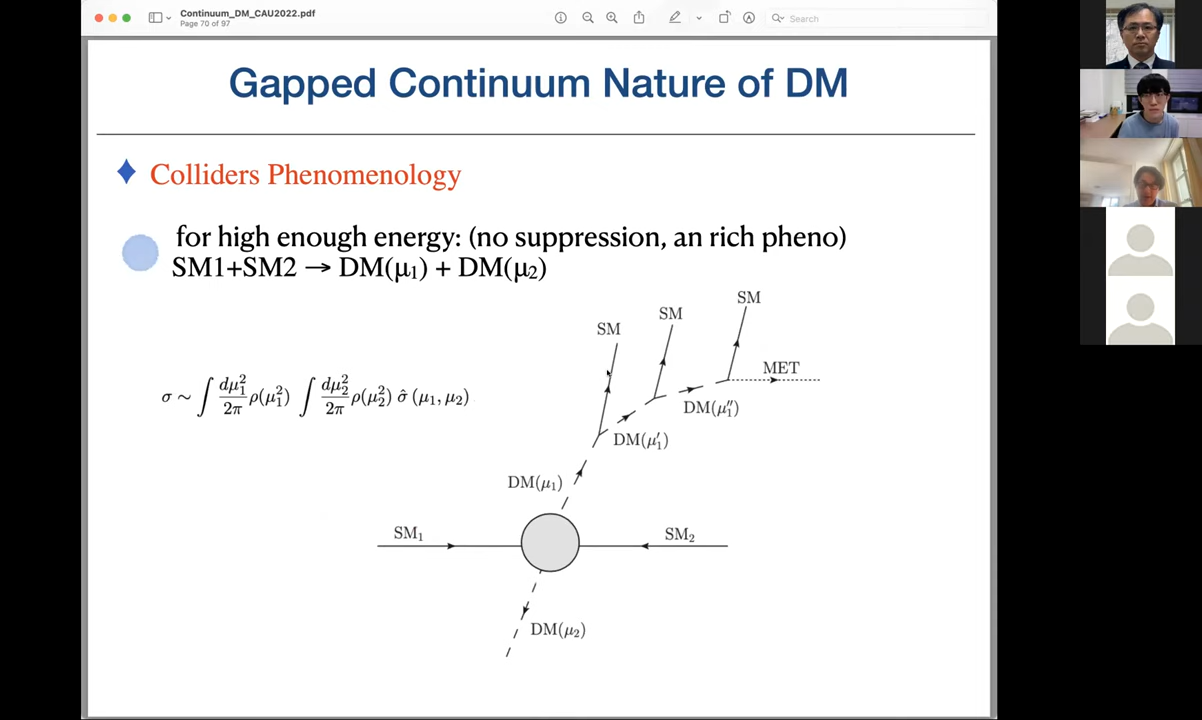 Continuum_DM_CAU2022.pdf
Page 70 of 97
Search
Gapped Continuum Nature of DM
Colliders Phenomenology
for high enough energy: (no suppression, an rich pheno)
SM1+SM2 → DM(μ₁) + DM(μ₂)
SM
SM
SM
MET
σ ~ ∫ dμ₁²/2π ρ(μ₁²) ∫ dμ₂²/2π ρ(μ₂²) σ̂ (μ₁, μ₂)
DM(μ₁″)
DM(μ₁′)
DM(μ₁)
SM₁
SM₂
DM(μ₂)